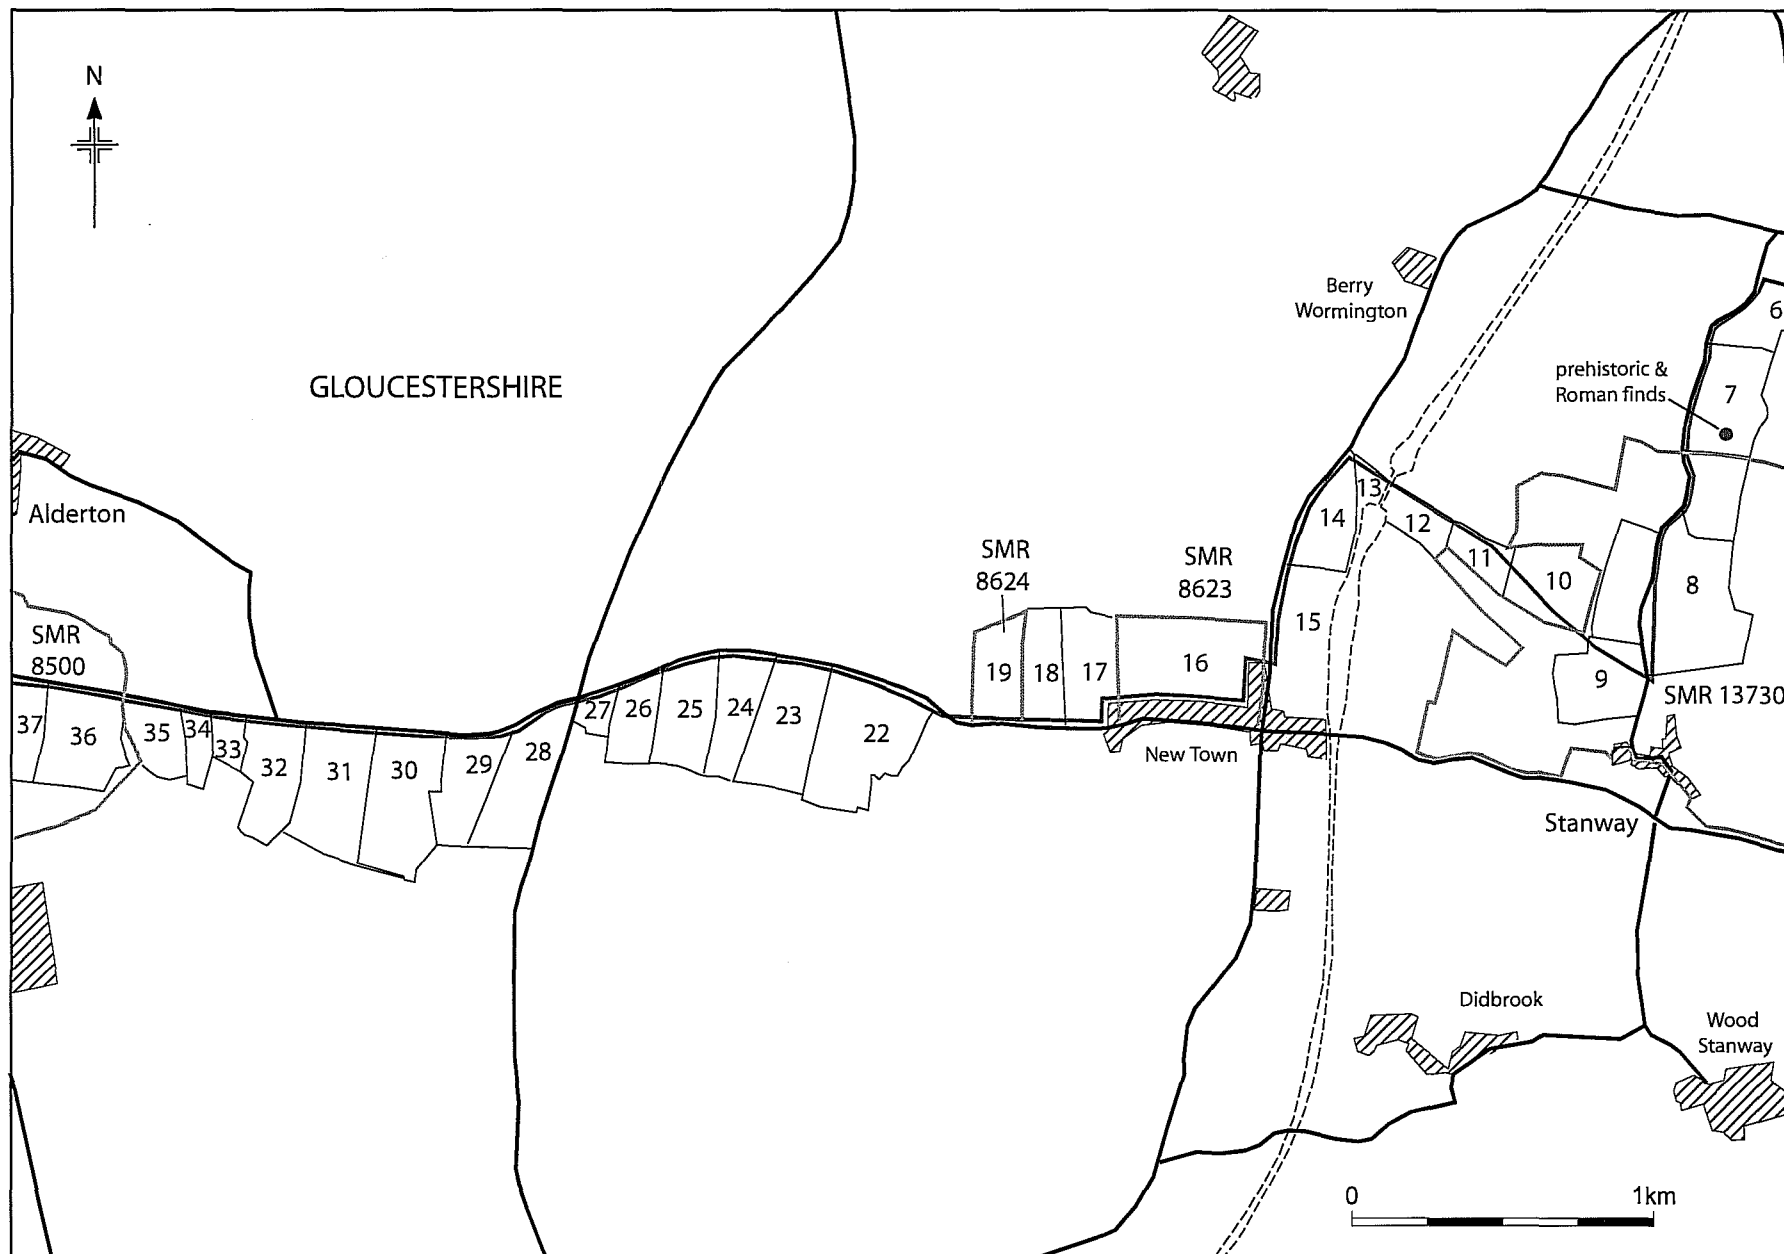 N
GLOUCESTERSHIRE
Berry
Wormington
6
prehistoric &
Roman finds
7
Alderton
13
14
12
11
10
8
SMR
8624
SMR
8623
15
SMR
8500
19
18
17
16
9
SMR 13730
37
36
35
34
33
32
31
30
29
28
27
26
25
24
23
22
New Town
Stanway
Didbrook
Wood
Stanway
0
1km